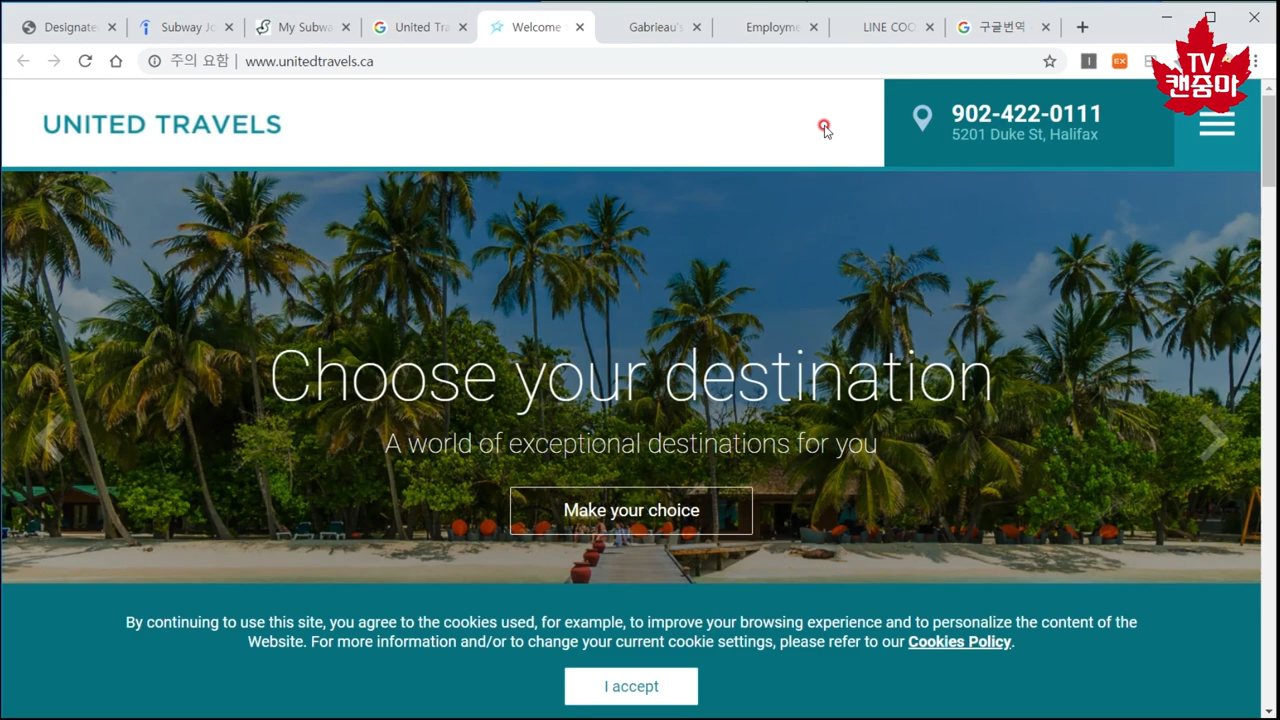 Designate
Subway Jo
My Subwa
United Tra
Welcome
Gabrieau's
Employme
LINE COO
구글번역
주의 요함
www.unitedtravels.ca
EX
TV
캔줌마
UNITED TRAVELS
902-422-0111
5201 Duke St, Halifax
Choose your destination
A world of exceptional destinations for you
Make your choice
By continuing to use this site, you agree to the cookies used, for example, to improve your browsing experience and to personalize the content of the
Website. For more information and/or to change your current cookie settings, please refer to our Cookies Policy.
I accept